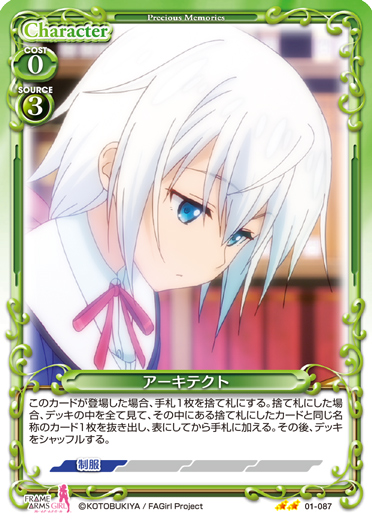 Precious Memories
Character
COST
0
SOURCE
3
アーキテクト
このカードが登場した場合、手札1枚を捨て札にする。捨て札にした場
合、デッキの中を全て見て、その中にある捨て札にしたカードと同じ名
称のカード1枚を抜き出し、表にしてから手札に加える。その後、デッキ
をシャッフルする。
制服
FRAME
ARMS GIRL
©KOTOBUKIYA / FAGirl Project
01-087